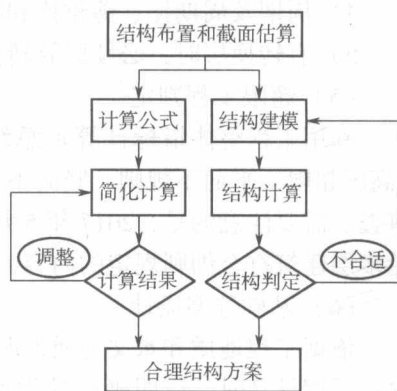 结构布置和截面估算
计算公式
结构建模
简化计算
结构计算
调整
计算结果
结构判定
不合适
合理结构方案